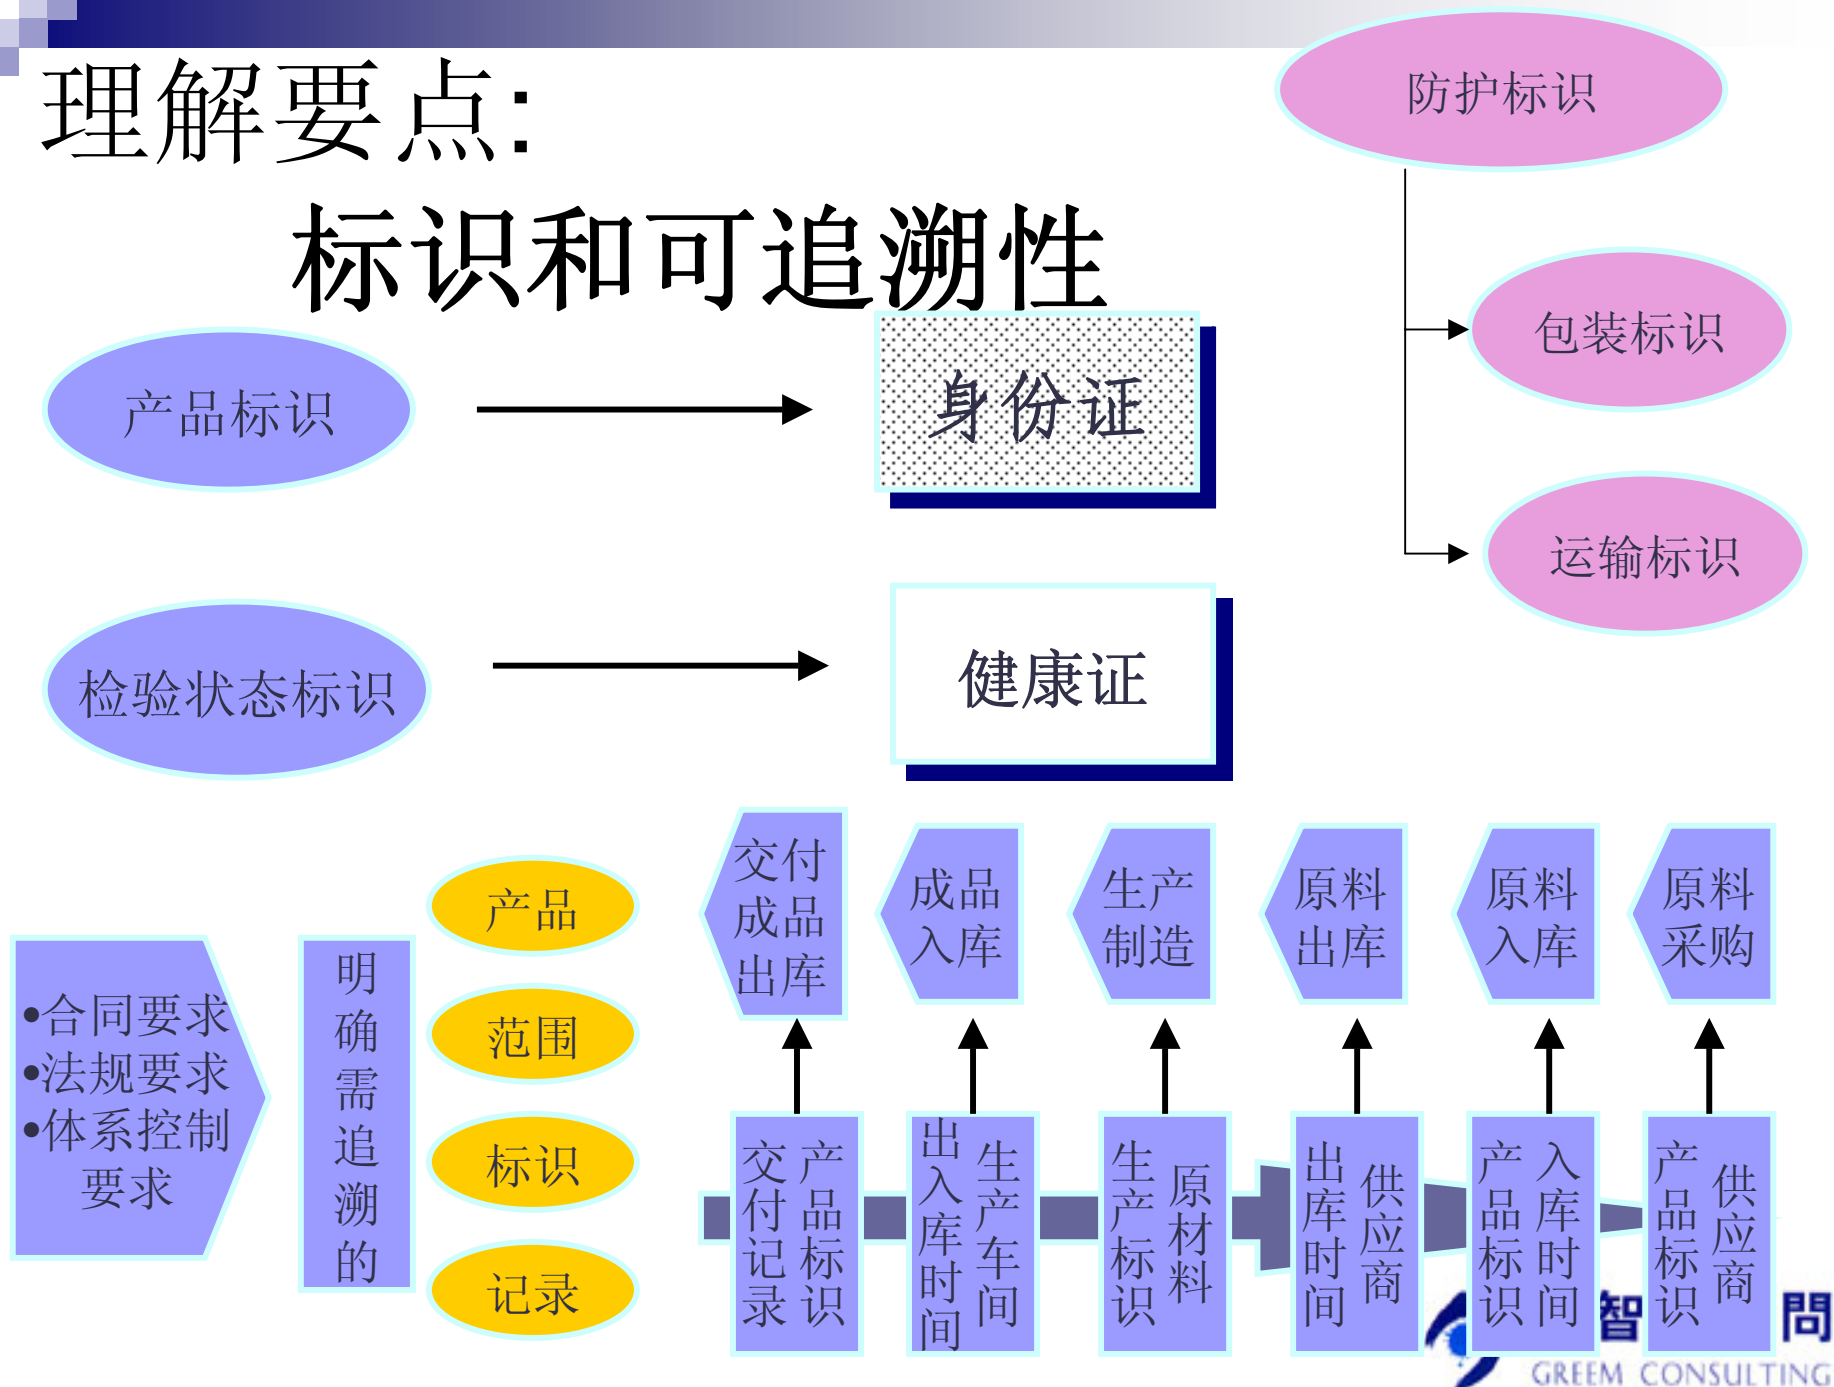 理解要点:
标识和可追溯性
防护标识
包装标识
运输标识
产品标识
身份证
检验状态标识
健康证
•合同要求
•法规要求
•体系控制
要求
明确需追溯的
产品
范围
标识
记录
交付
成品
出库
成品
入库
生产
制造
原料
出库
原料
入库
原料
采购
产品标识
交付记录
生产车间
出入库时间
原材料
生产标识
供应商
出库时间
入库时间
产品标识
供应商
产品标识
智
問
GREEM CONSULTING